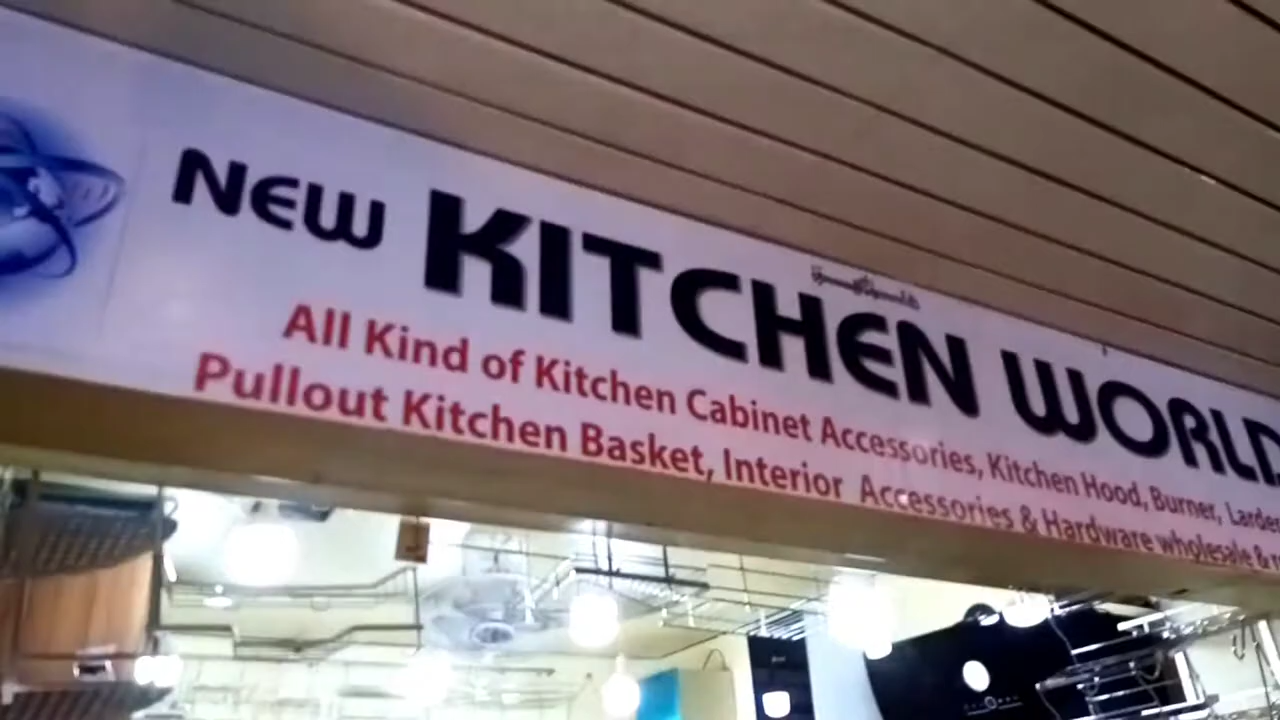 NEW KITCHEN WORLD
All Kind of Kitchen Cabinet Accessories, Kitchen Hood, Burner, Larder
Pullout Kitchen Basket, Interior Accessories & Hardware wholesale &